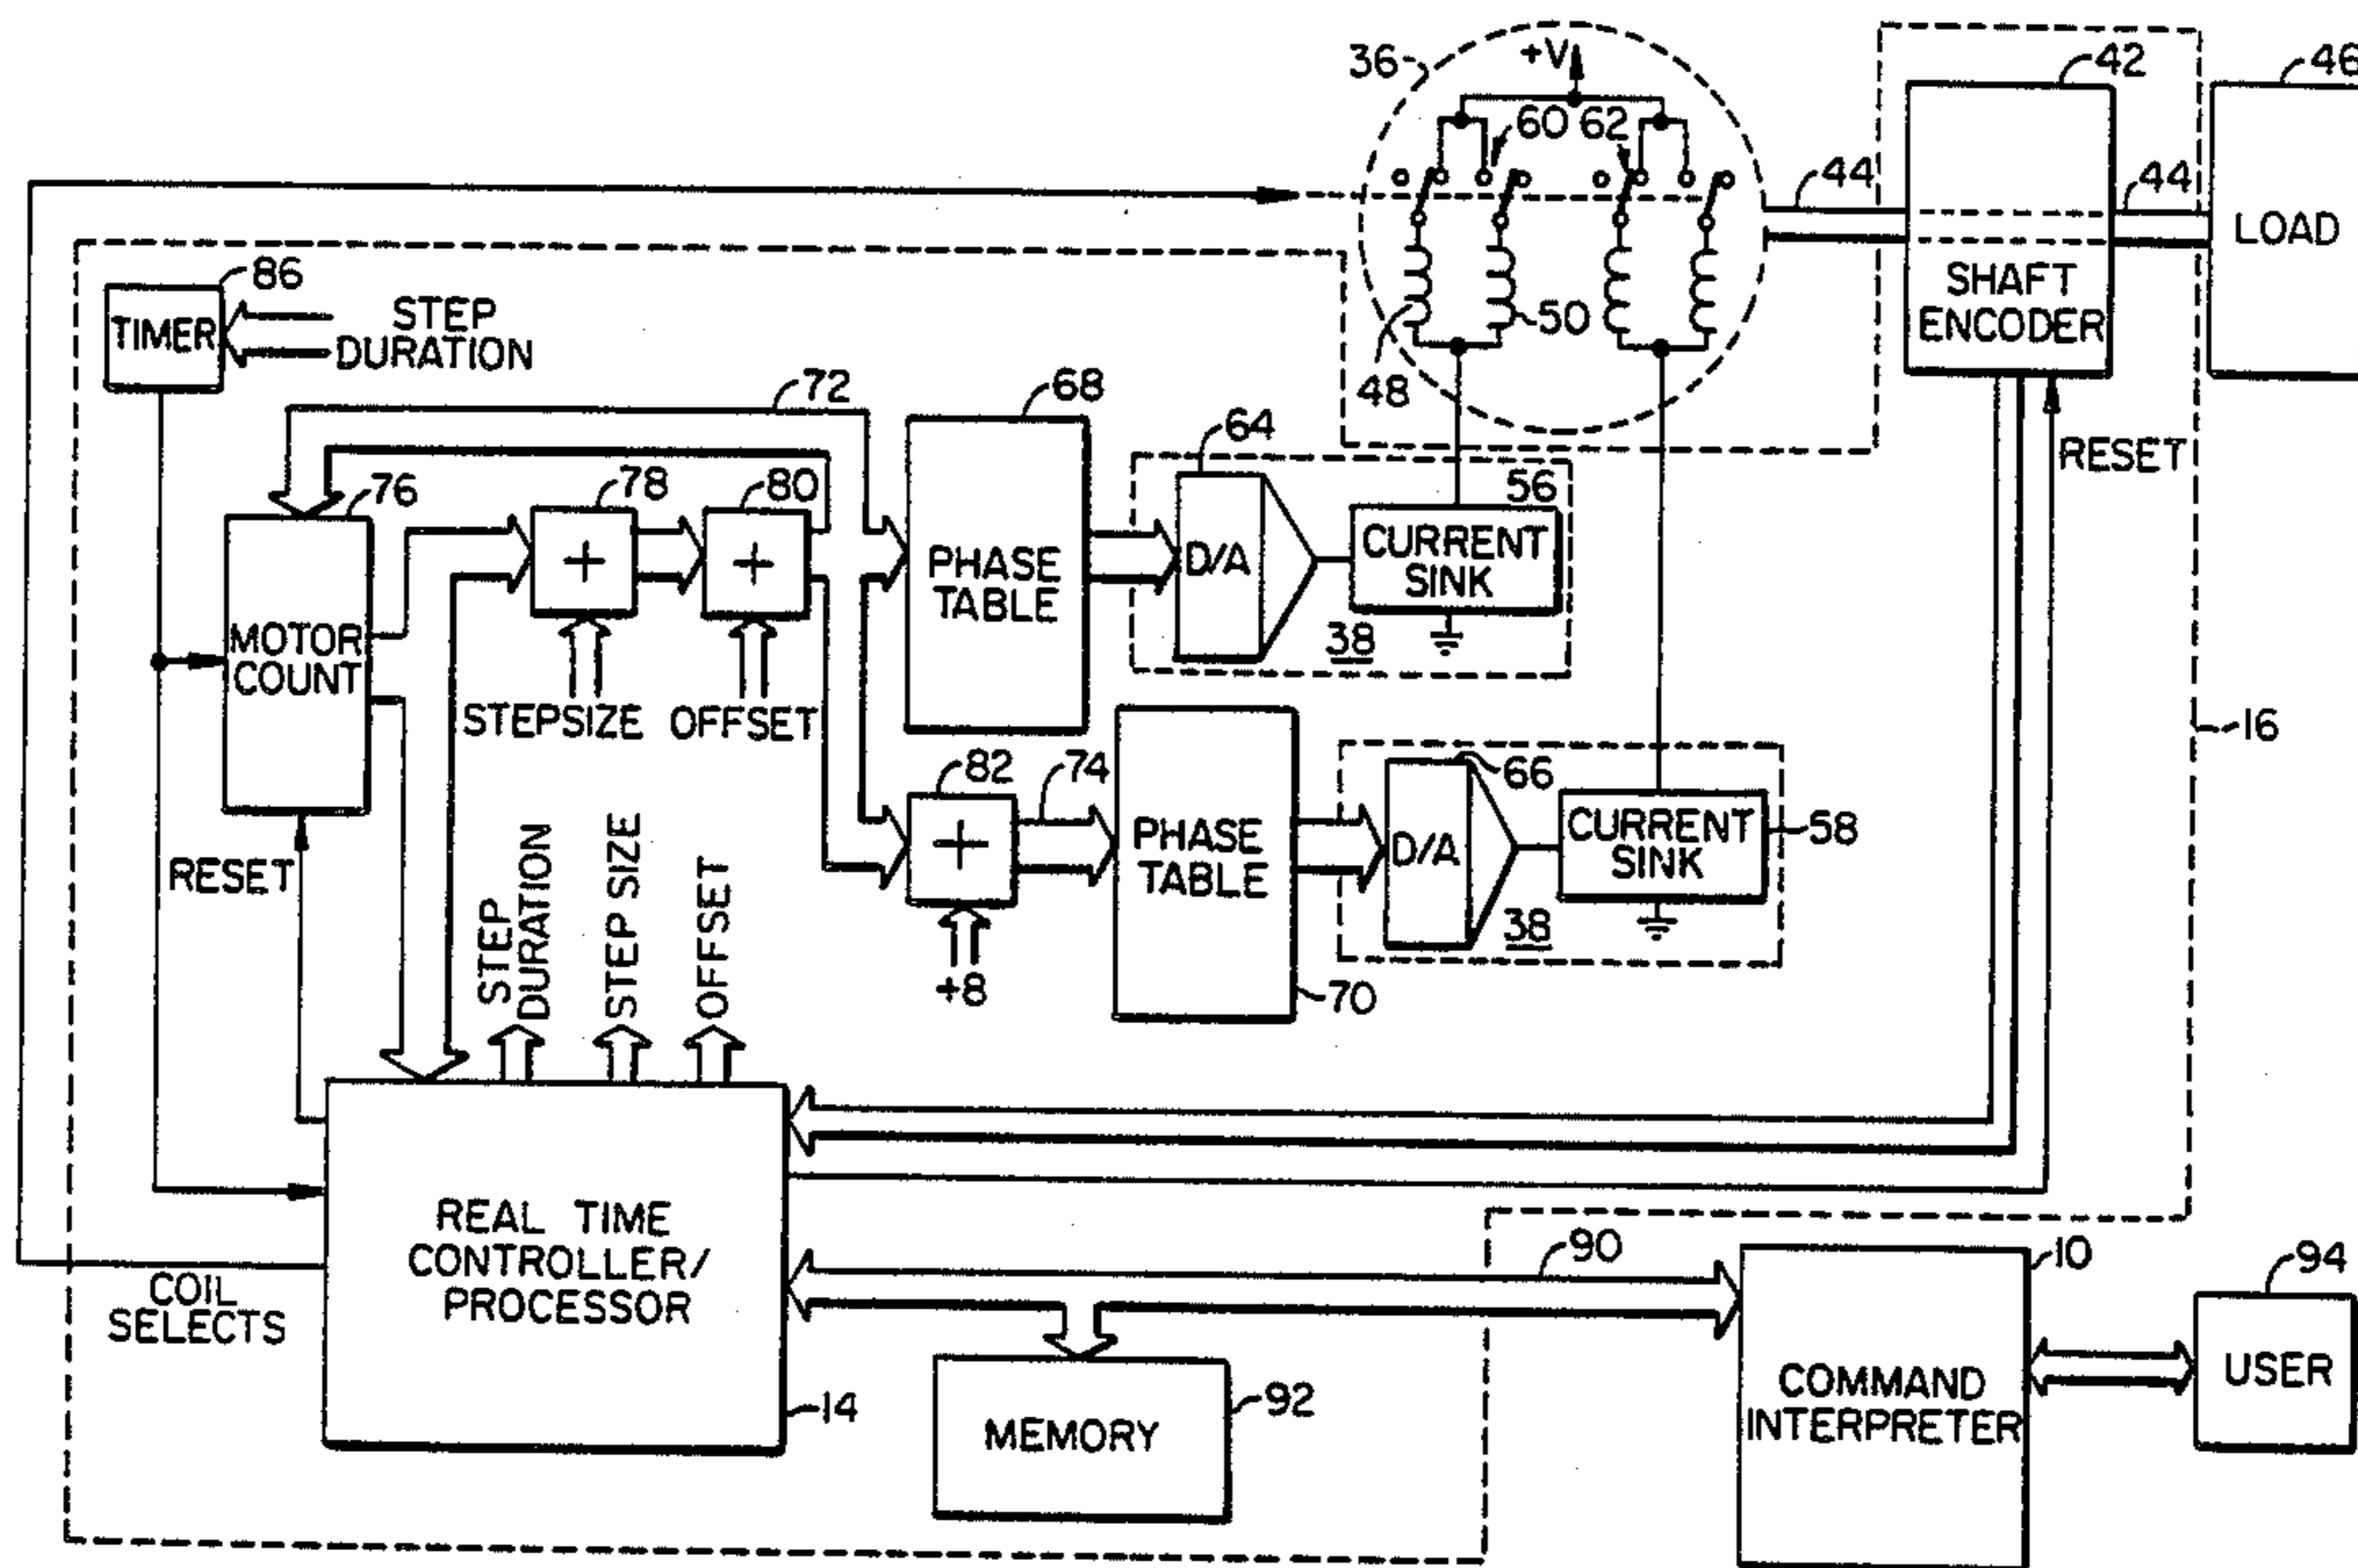 36
+V
60
62
42
46
44
44
LOAD
SHAFT
ENCODER
86
TIMER
STEP
DURATION
48
50
72
68
64
RESET
76
78
80
56
+
+
PHASE
TABLE
D/A
CURRENT
SINK
38
MOTOR
COUNT
STEPSIZE
OFFSET
16
82
74
66
+
PHASE
TABLE
D/A
CURRENT
SINK
58
38
+8
70
RESET
STEP
DURATION
STEP SIZE
OFFSET
REAL TIME
CONTROLLER/
PROCESSOR
14
COIL
SELECTS
90
10
94
MEMORY
92
COMMAND
INTERPRETER
USER